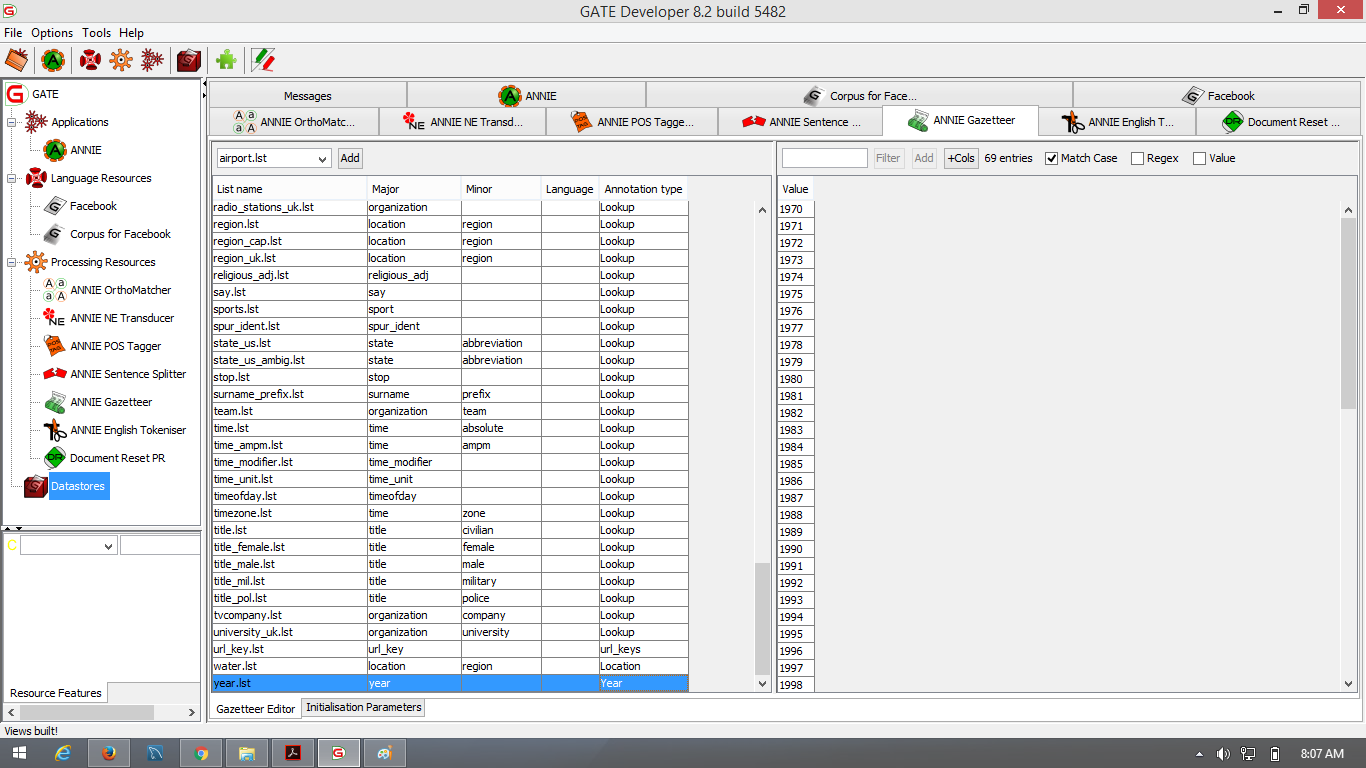 GATE Developer 8.2 build 5482
File Options Tools Help
GATE
Applications
ANNIE
Language Resources
Facebook
Corpus for Facebook
Processing Resources
ANNIE OrthoMatcher
ANNIE NE Transducer
ANNIE POS Tagger
ANNIE Sentence Splitter
ANNIE Gazetteer
ANNIE English Tokeniser
Document Reset PR
Datastores
C
Resource Features
Messages ANNIE Corpus for Face... Facebook
ANNIE OrthoMatc... ANNIE NE Transd... ANNIE POS Tagge... ANNIE Sentence ... ANNIE Gazetteer ANNIE English T... Document Reset ...
airport.lst Add
List name Major Minor Language Annotation type
radio_stations_uk.lst organization Lookup
region.lst location region Lookup
region_cap.lst location region Lookup
region_uk.lst location region Lookup
religious_adj.lst religious_adj Lookup
say.lst say Lookup
sports.lst sport Lookup
spur_ident.lst spur_ident Lookup
state_us.lst state abbreviation Lookup
state_us_ambig.lst state abbreviation Lookup
stop.lst stop Lookup
surname_prefix.lst surname prefix Lookup
team.lst organization team Lookup
time.lst time absolute Lookup
time_ampm.lst time ampm Lookup
time_modifier.lst time_modifier Lookup
time_unit.lst time_unit Lookup
timeofday.lst timeofday Lookup
timezone.lst time zone Lookup
title.lst title civilian Lookup
title_female.lst title female Lookup
title_male.lst title male Lookup
title_mil.lst title military Lookup
title_pol.lst title police Lookup
tvcompany.lst organization company Lookup
university_uk.lst organization university Lookup
url_key.lst url_key url_keys
water.lst location region Location
year.lst year Year
Gazetteer Editor Initialisation Parameters
Filter Add +Cols 69 entries Match Case Regex Value
Value
1970
1971
1972
1973
1974
1975
1976
1977
1978
1979
1980
1981
1982
1983
1984
1985
1986
1987
1988
1989
1990
1991
1992
1993
1994
1995
1996
1997
1998
Views built!
8:07 AM